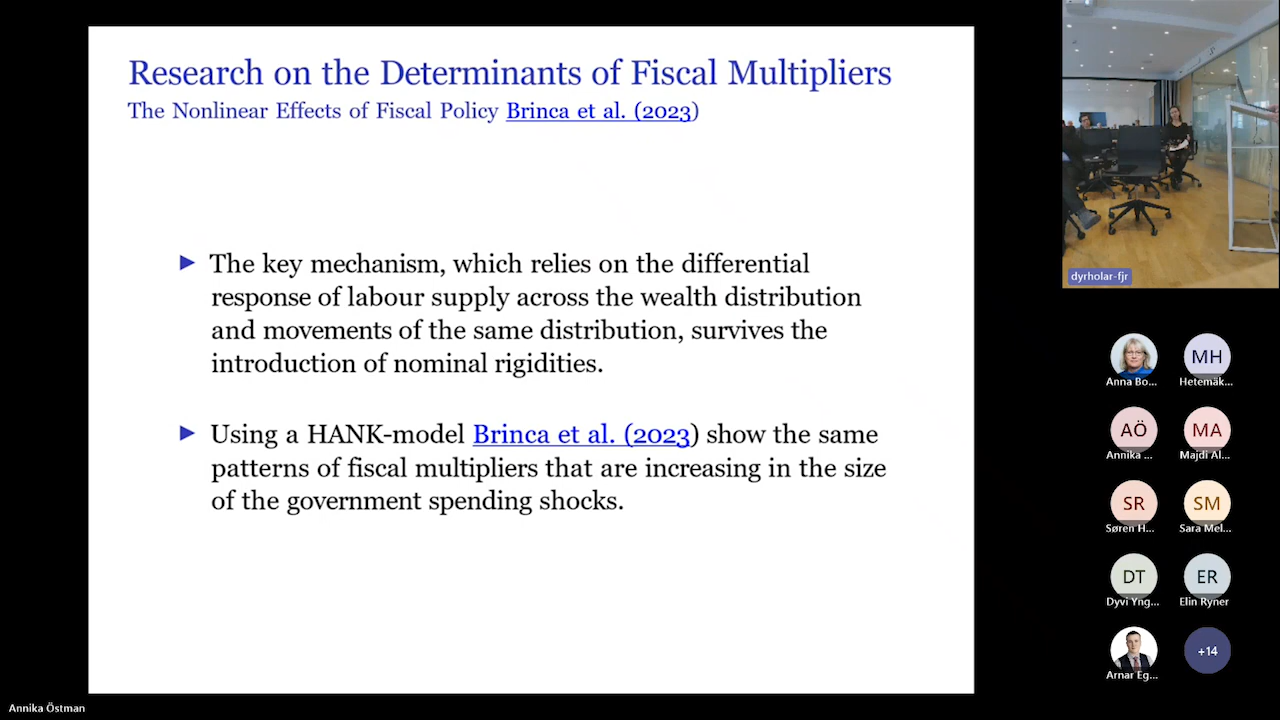 Research on the Determinants of Fiscal Multipliers
The Nonlinear Effects of Fiscal Policy Brinca et al. (2023)
► The key mechanism, which relies on the differential
response of labour supply across the wealth distribution
and movements of the same distribution, survives the
introduction of nominal rigidities.
► Using a HANK-model Brinca et al. (2023) show the same
patterns of fiscal multipliers that are increasing in the size
of the government spending shocks.
dyrholar-fjr
Anna Bo...
MH
Hetemäk...
AÖ
Annika ...
MA
Majdi Al...
SR
Søren H...
SM
Sara Mel...
DT
Dyvi Yng...
ER
Elin Ryner
Arnar Eg...
+14
Annika Östman